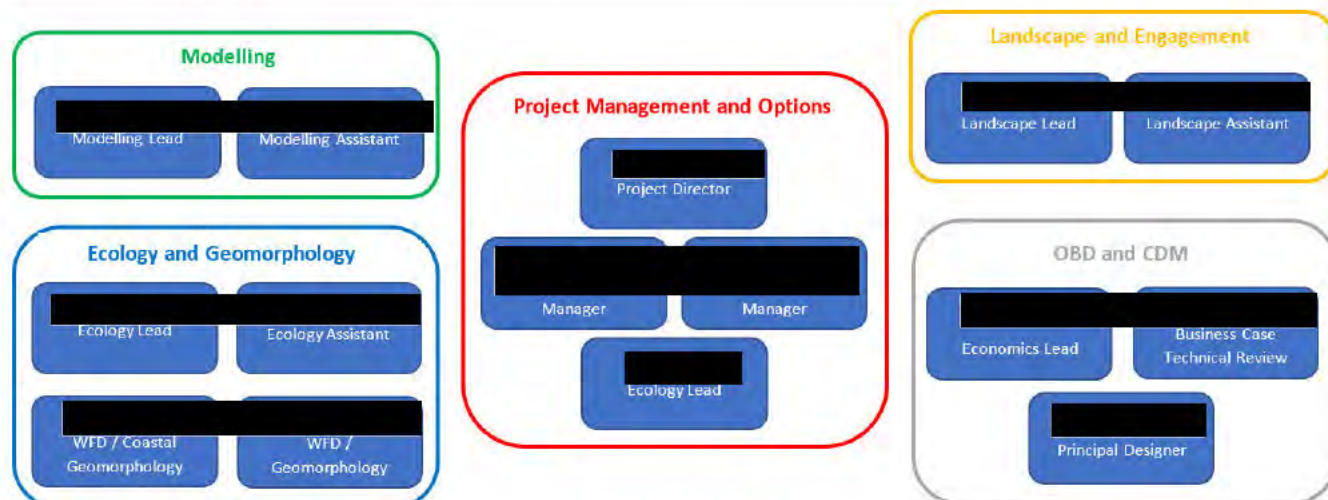 Modelling
Modelling Lead
Modelling Assistant
Ecology and Geomorphology
Ecology Lead
Ecology Assistant
WFD / Coastal
Geomorphology
WFD /
Geomorphology
Project Management and Options
Project Director
Manager
Manager
Ecology Lead
Landscape and Engagement
Landscape Lead
Landscape Assistant
OBD and CDM
Economics Lead
Business Case
Technical Review
Principal Designer